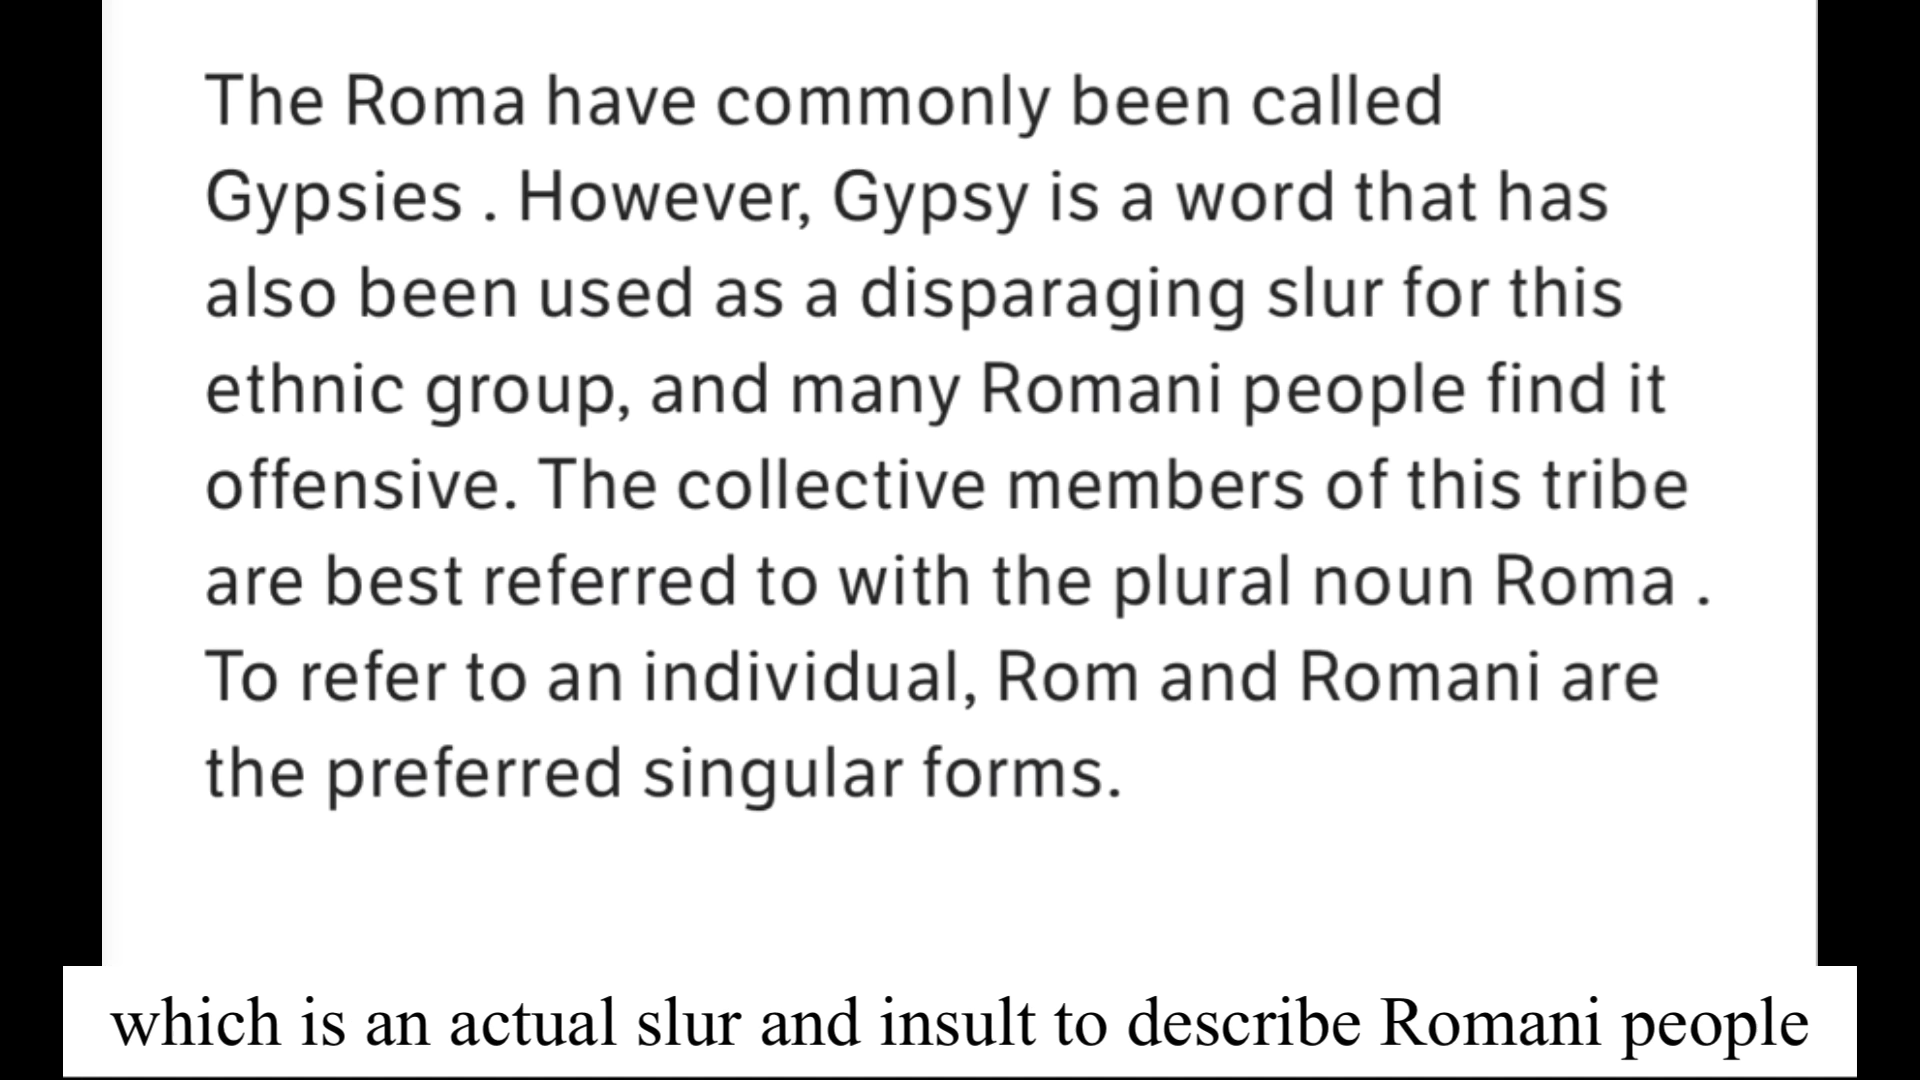 The Roma have commonly been called
Gypsies . However, Gypsy is a word that has
also been used as a disparaging slur for this
ethnic group, and many Romani people find it
offensive. The collective members of this tribe
are best referred to with the plural noun Roma .
To refer to an individual, Rom and Romani are
the preferred singular forms.
which is an actual slur and insult to describe Romani people